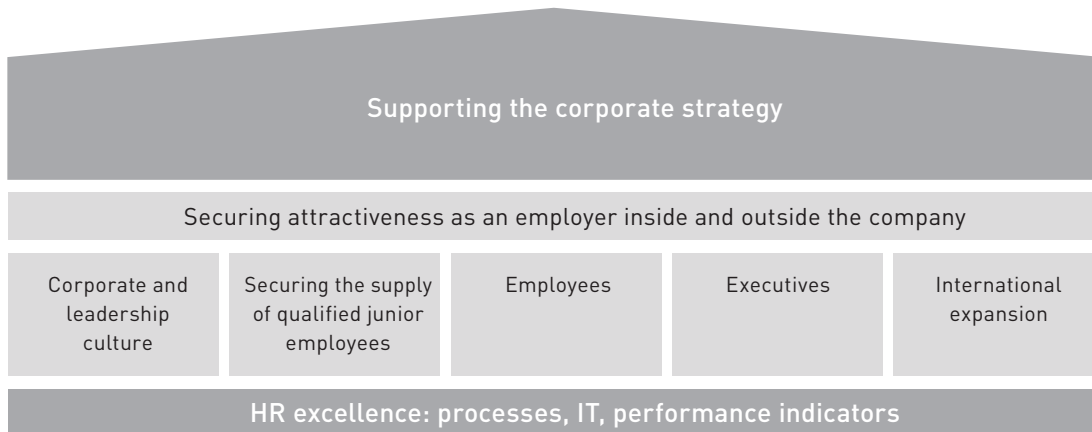 Supporting the corporate strategy
Securing attractiveness as an employer inside and outside the company
Corporate and
leadership
culture
Securing the supply
of qualified junior
employees
Employees
Executives
International
expansion
HR excellence: processes, IT, performance indicators